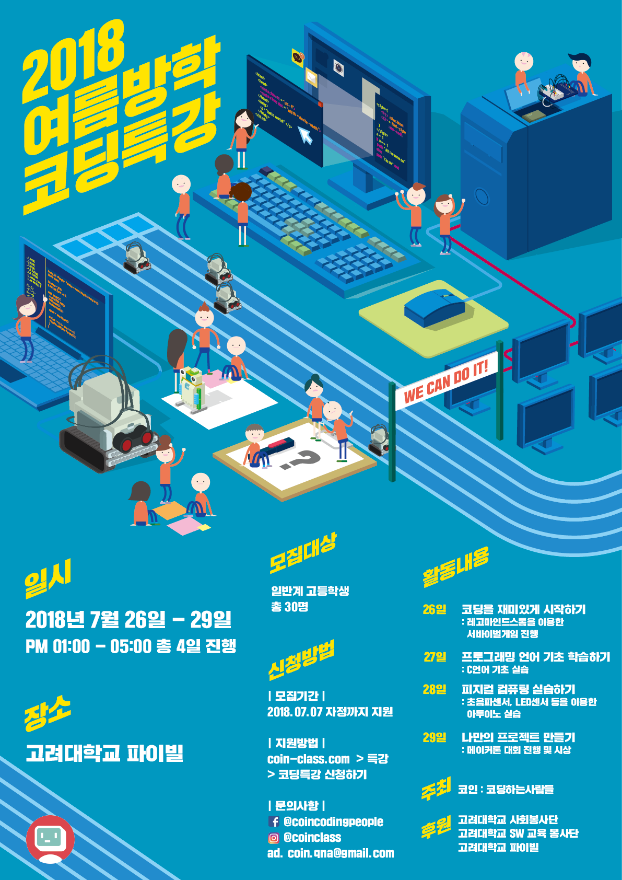 2018
여름방학
코딩특강
WE CAN DO IT!
?
일시
2018년 7월 26일 – 29일
PM 01:00 – 05:00 총 4일 진행
장소
고려대학교 파이빌
모집대상
일반계 고등학생
총 30명
신청방법
| 모집기간 |
2018. 07. 07 자정까지 지원
| 지원방법 |
coin-class.com > 특강
> 코딩특강 신청하기
| 문의사항 |
@coincodingpeople
@coinclass
ad. coin.qna@gmail.com
활동내용
26일 코딩을 재미있게 시작하기
: 레고마인드스톰을 이용한
서바이벌게임 진행
27일 프로그래밍 언어 기초 학습하기
: C언어 기초 실습
28일 피지컬 컴퓨팅 실습하기
: 초음파센서, LED센서 등을 이용한
아두이노 실습
29일 나만의 프로젝트 만들기
: 메이커톤 대회 진행 및 시상
주최 코인 : 코딩하는사람들
후원 고려대학교 사회봉사단
고려대학교 SW 교육 봉사단
고려대학교 파이빌